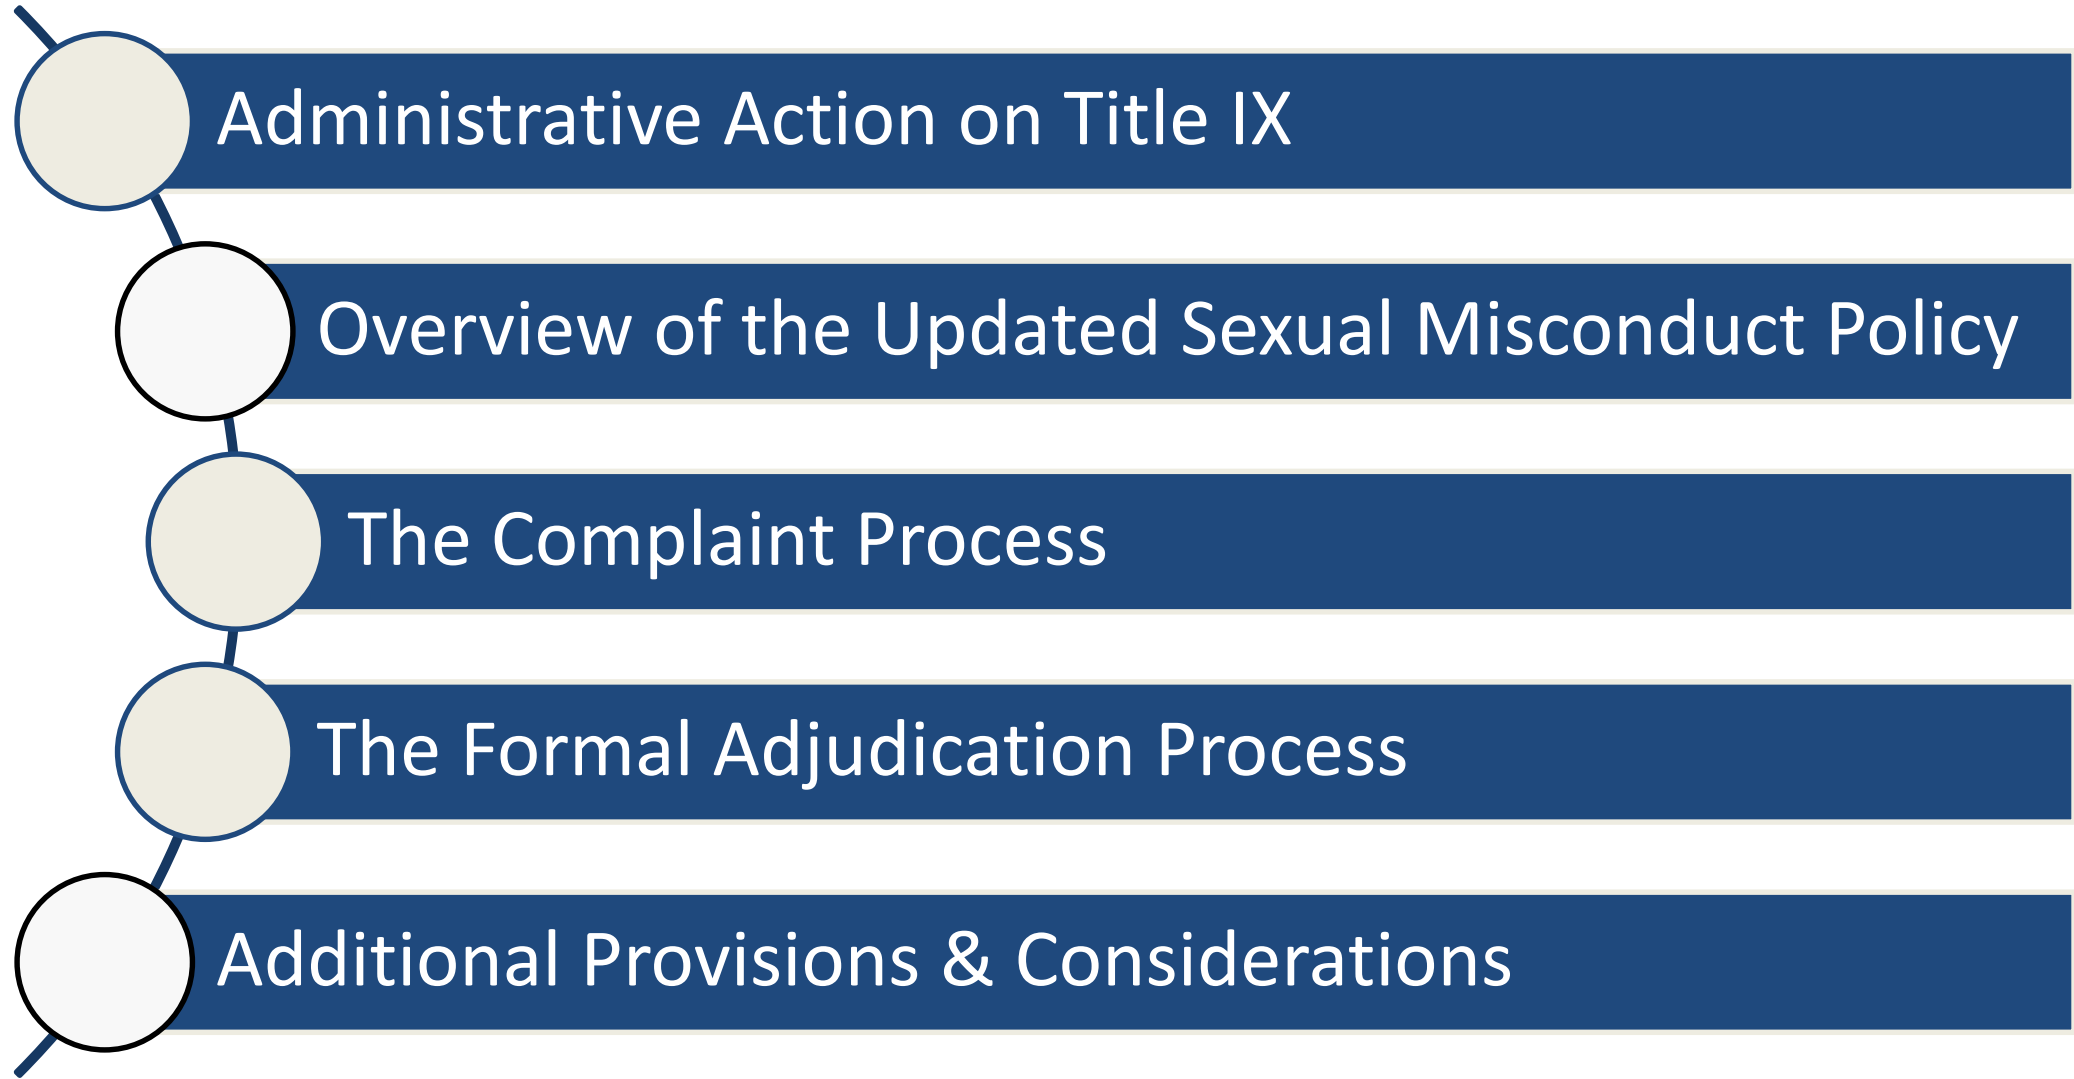 Administrative Action on Title IX
Overview of the Updated Sexual Misconduct Policy
The Complaint Process
The Formal Adjudication Process
Additional Provisions & Considerations